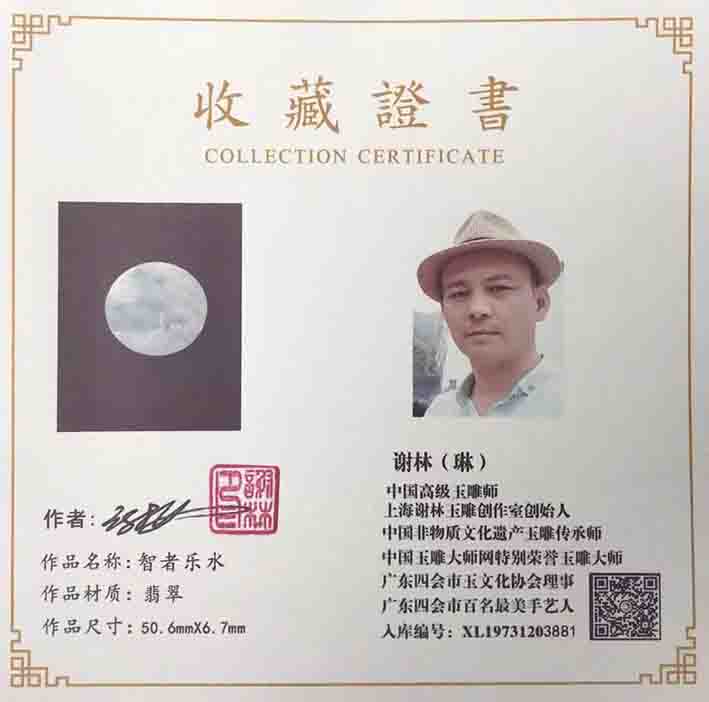 收藏證書
COLLECTION CERTIFICATE
作者:
作品名称: 智者乐水
作品材质: 翡翠
作品尺寸: 50.6mmX6.7mm
谢林（琳）
中国高级玉雕师
上海谢林玉雕创作室创始人
中国非物质文化遗产玉雕传承师
中国玉雕大师网特别荣誉玉雕大师
广东四会市玉文化协会理事
广东四会市百名最美手艺人
入库编号: XL19731203881